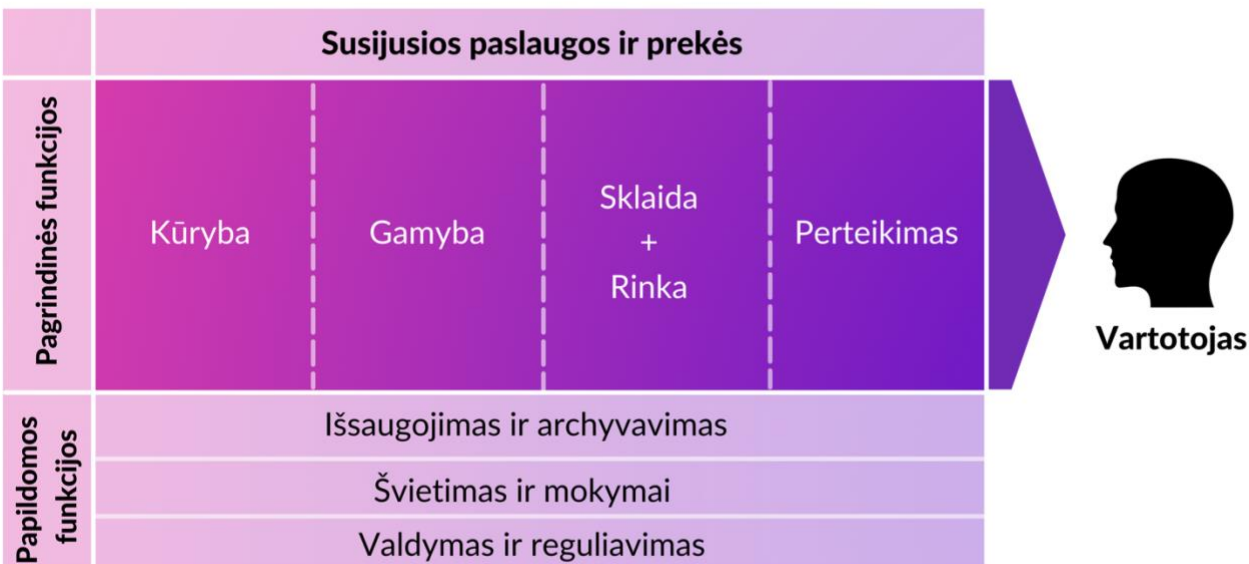 Susijusios paslaugos ir prekės
Pagrindinės funkcijos
Kūryba
Gamyba
Sklaida
+
Rinka
Perteikimas
Vartotojas
Papildomos
funkcijos
Išsaugojimas ir archyvavimas
Švietimas ir mokymai
Valdymas ir reguliavimas